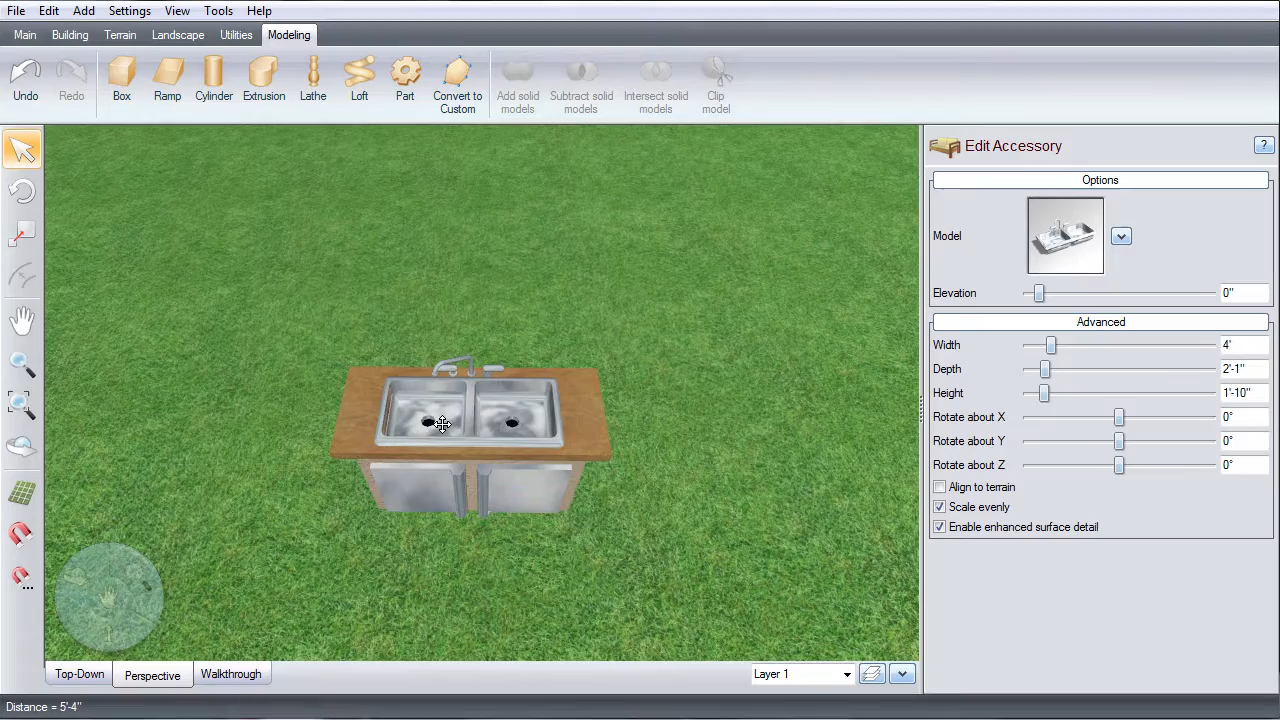 File Edit Add Settings View Tools Help
Main Building Terrain Landscape Utilities Modeling
Undo Redo Box Ramp Cylinder Extrusion Lathe Loft Part Convert to Custom Add solid models Subtract solid models Intersect solid models Clip model
Edit Accessory ?
Options
Model
Elevation 0"
Advanced
Width 4'
Depth 2'-1"
Height 1'-10"
Rotate about X 0°
Rotate about Y 0°
Rotate about Z 0°
Align to terrain
Scale evenly
Enable enhanced surface detail
Top-Down Perspective Walkthrough Layer 1
Distance = 5'-4"